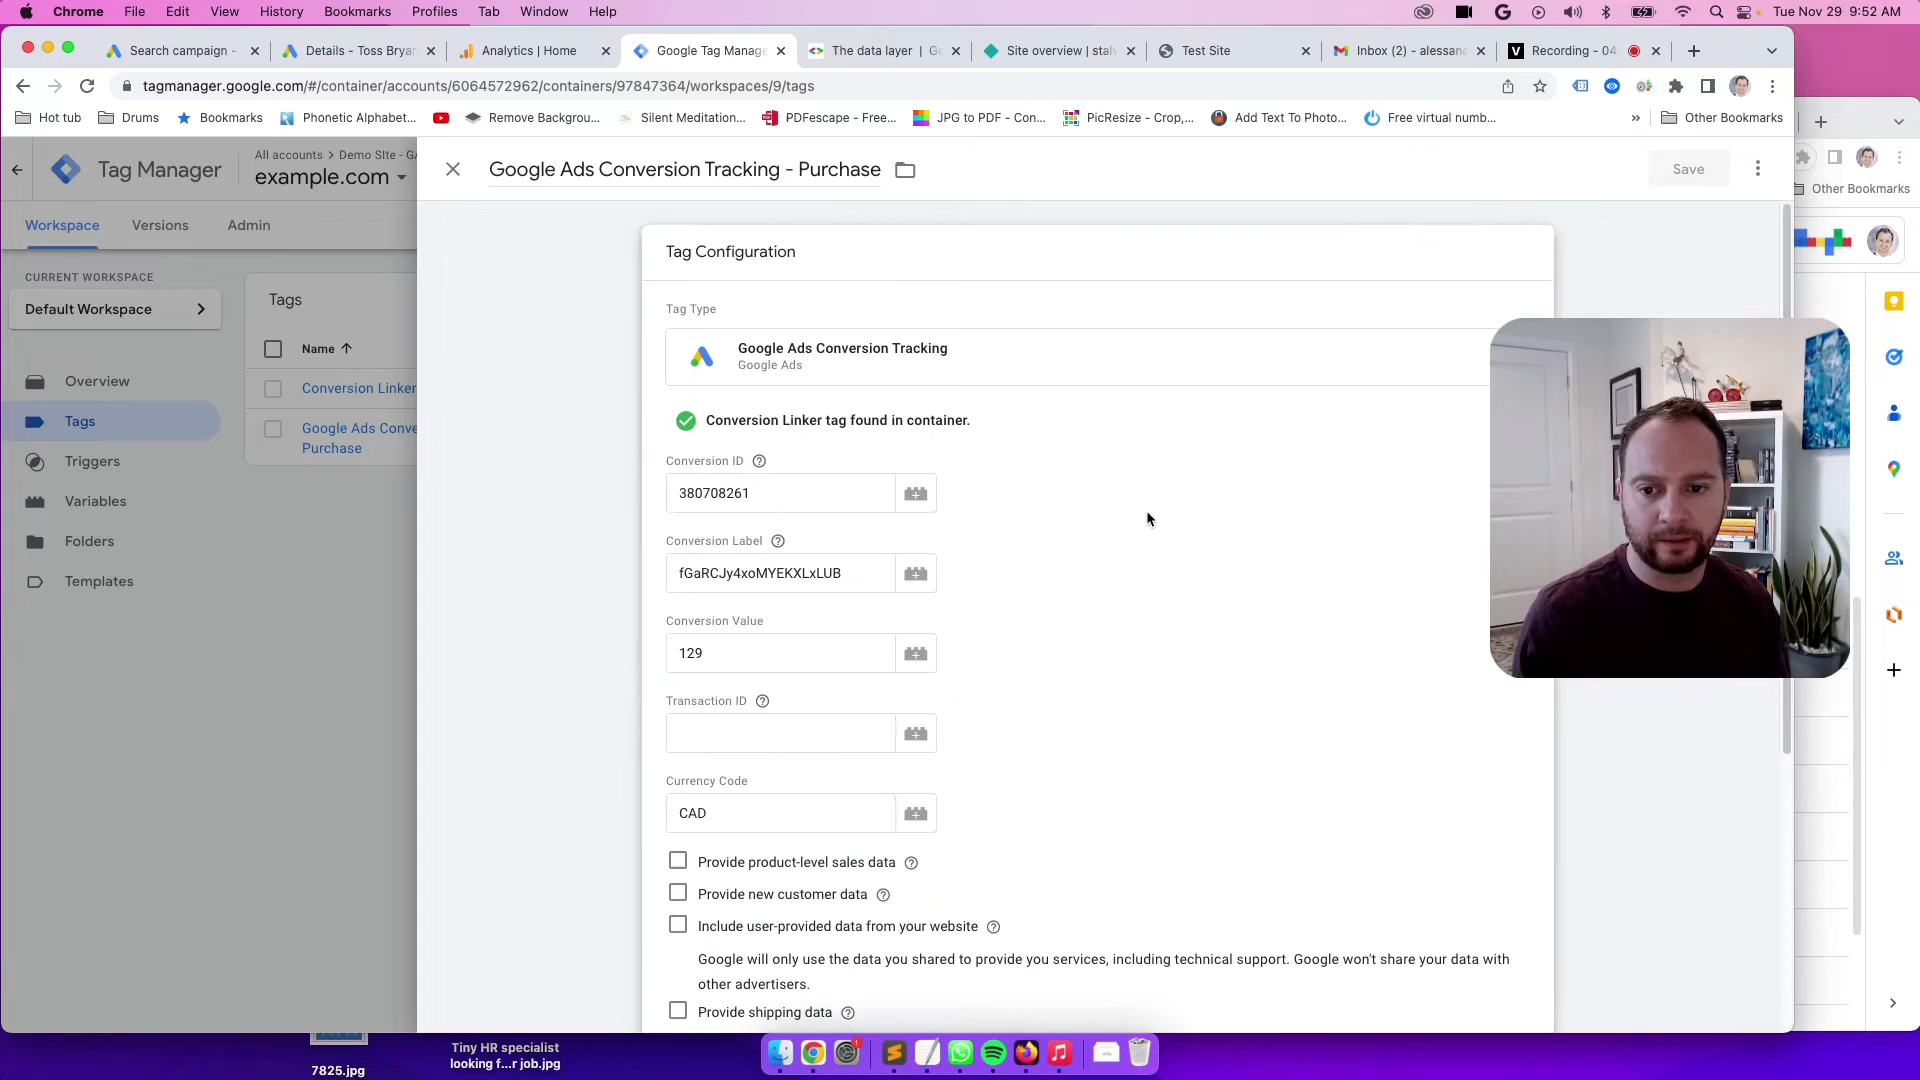 Chrome File Edit View History Bookmarks Profiles Tab Window Help Tue Nov 29 9:52 AM
Search campaign - Details - Toss Bryan Analytics | Home Google Tag Manage The data layer | Go Site overview | stalv Test Site Inbox (2) - alessand Recording - 04:
tagmanager.google.com/#/container/accounts/6064572962/containers/97847364/workspaces/9/tags
Hot tub Drums Bookmarks Phonetic Alphabet... Remove Backgrou... Silent Meditation... PDFescape - Free... JPG to PDF - Con... PicResize - Crop,... Add Text To Photo... Free virtual numb... » Other Bookmarks
Other Bookmarks
Tag Manager
All accounts > Demo Site - GA
example.com
Workspace Versions Admin
CURRENT WORKSPACE
Default Workspace
Overview
Tags
Triggers
Variables
Folders
Templates
Tags
Name
Conversion Linker
Google Ads Conve
Purchase
Google Ads Conversion Tracking - Purchase
Save
Tag Configuration
Tag Type
Google Ads Conversion Tracking
Google Ads
Conversion Linker tag found in container.
Conversion ID
380708261
Conversion Label
fGaRCJy4xoMYEKXLxLUB
Conversion Value
129
Transaction ID
Currency Code
CAD
Provide product-level sales data
Provide new customer data
Include user-provided data from your website
Google will only use the data you shared to provide you services, including technical support. Google won't share your data with
other advertisers.
Provide shipping data
7825.jpg
Tiny HR specialist
looking f...r job.jpg